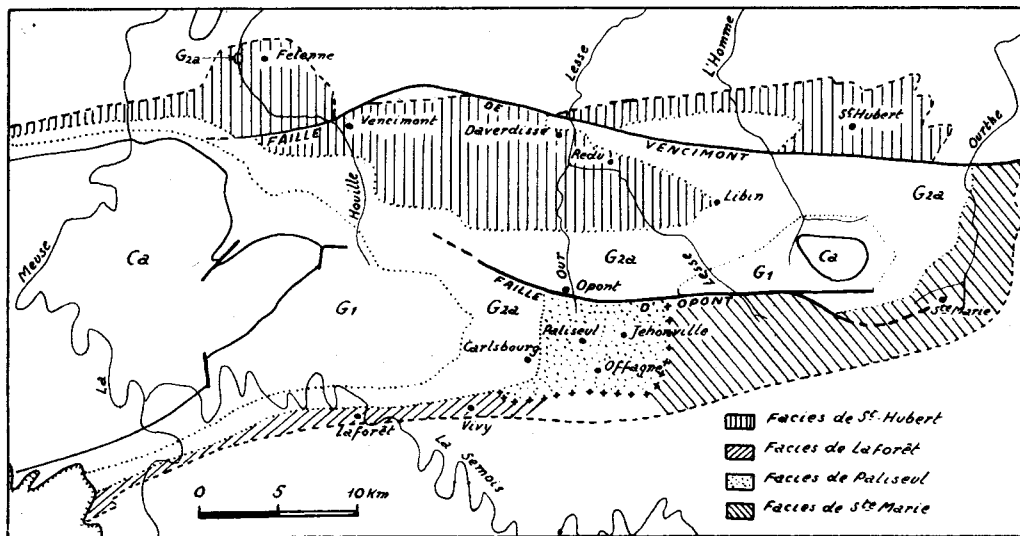 G2a
Felenne
Lesse
L'Homme
Ourthe
Vencimont
FAILLE DE VENCIMONT
Daverdisse
St Hubert
Redu
Libin
Houille
G2a
Meuse
La
Ca
G1
G2a
Our
Lesse
G1
Ca
FAILLE D'OPONT
Opont
G2a
Ste Marie
Paliseul
Jehonville
Carlsbourg
Offagne
Laforêt
Vivy
La Semois
Facies de St-Hubert
Facies de Laforêt
Facies de Paliseul
Facies de Ste Marie
0 5 10 Km